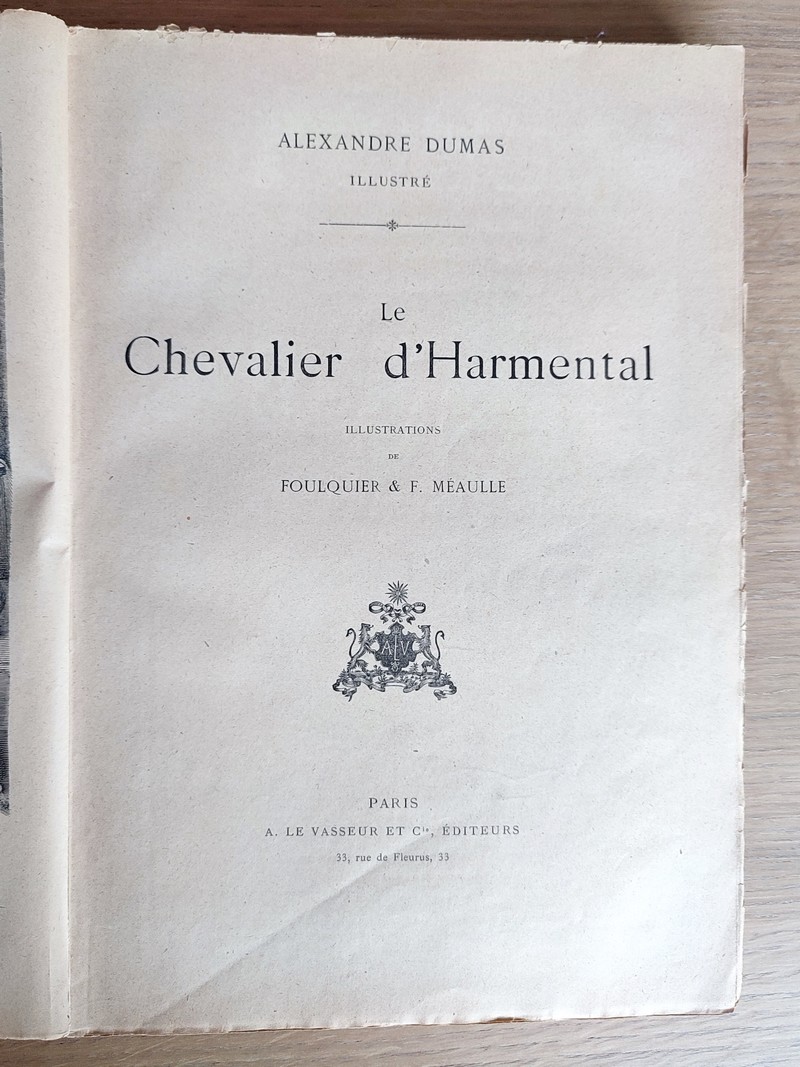 ALEXANDRE DUMAS
ILLUSTRÉ
Le
Chevalier d'Harmental
ILLUSTRATIONS
DE
FOULQUIER & F. MÉAULLE
ALV
PARIS
A. LE VASSEUR ET Cⁱᵉ, ÉDITEURS
33, rue de Fleurus, 33